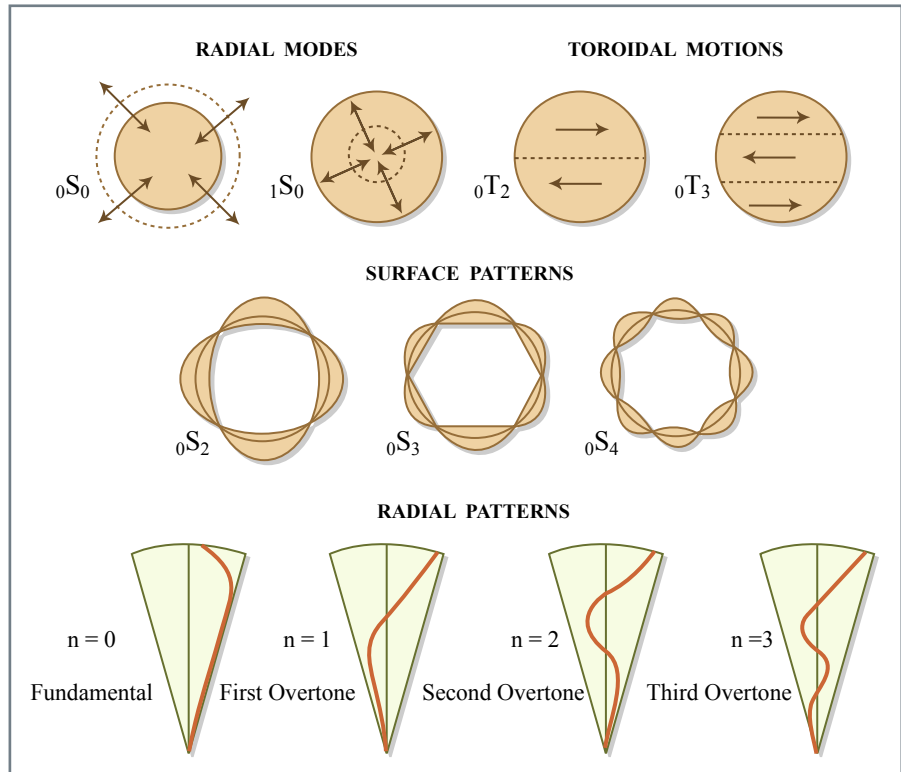 RADIAL MODES
TOROIDAL MOTIONS
₀S₀
₁S₀
₀T₂
₀T₃
SURFACE PATTERNS
₀S₂
₀S₃
₀S₄
RADIAL PATTERNS
n = 0
n = 1
n = 2
n =3
Fundamental
First Overtone
Second Overtone
Third Overtone